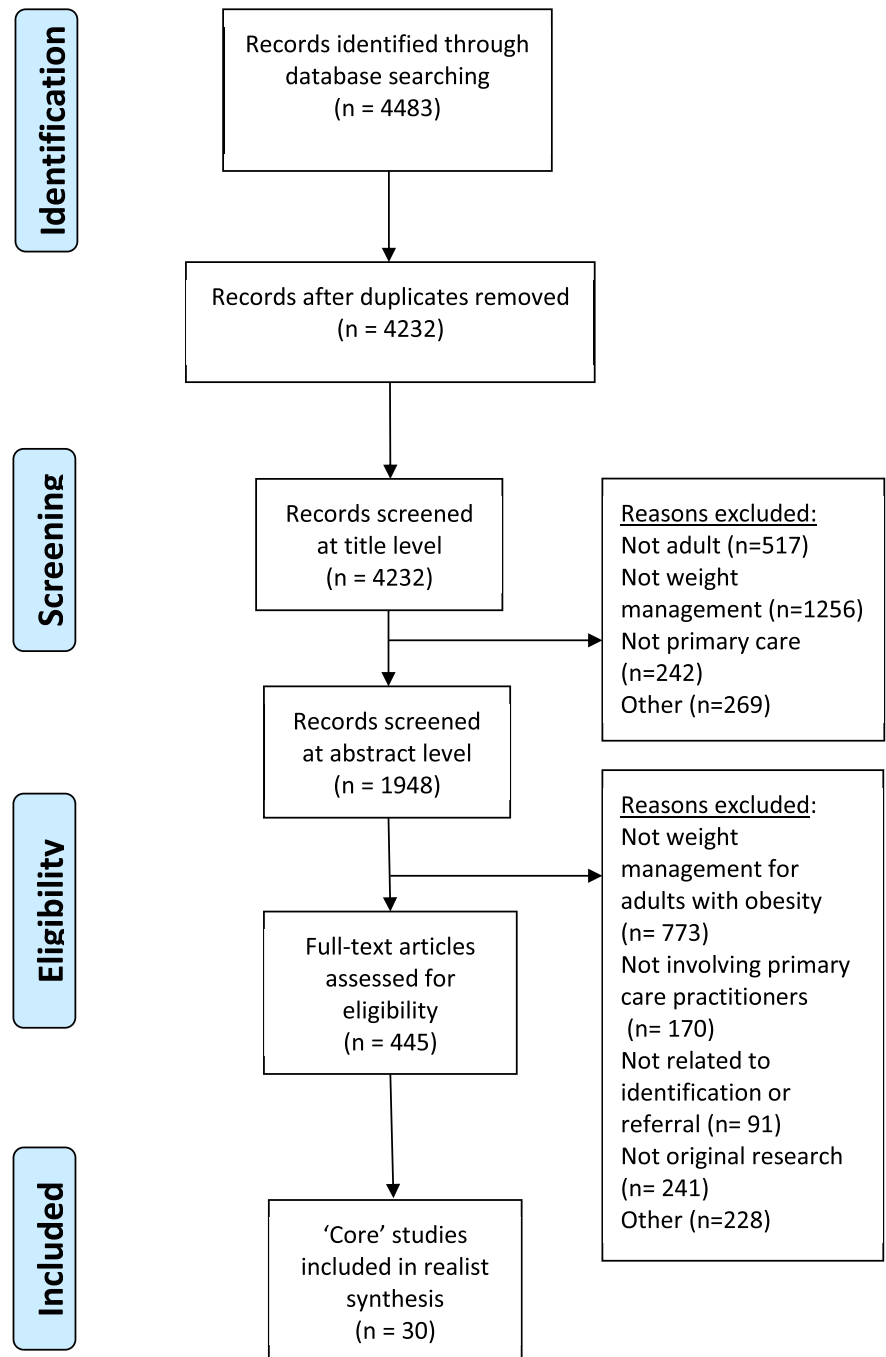 Identification
Records identified through
database searching
(n = 4483)
Records after duplicates removed
(n = 4232)
Screening
Records screened
at title level
(n = 4232)
Reasons excluded:
Not adult (n=517)
Not weight
management (n=1256)
Not primary care
(n=242)
Other (n=269)
Records screened
at abstract level
(n = 1948)
Eligibility
Reasons excluded:
Not weight
management for
adults with obesity
(n= 773)
Not involving primary
care practitioners
(n= 170)
Not related to
identification or
referral (n= 91)
Not original research
(n= 241)
Other (n=228)
Full-text articles
assessed for
eligibility
(n = 445)
Included
‘Core’ studies
included in realist
synthesis
(n = 30)